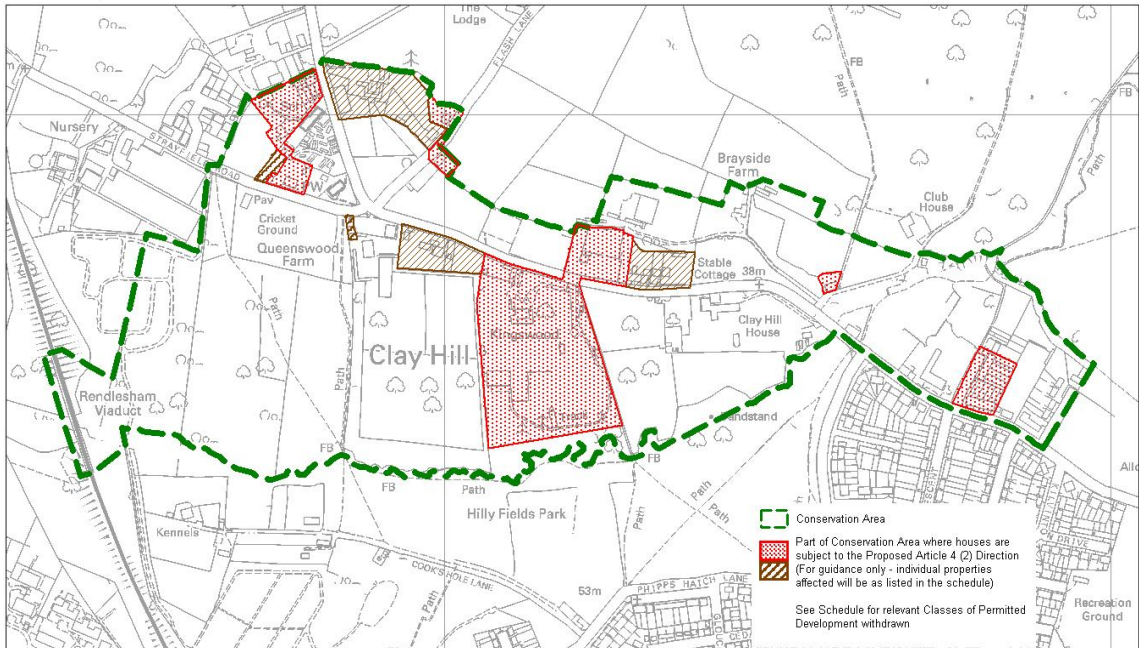 The
Lodge
FLASH LANE
FB
Path
FB
Path
Nursery
STRAYFIELD
ROAD
Brayside
Farm
W
Pav
Club
House
Cricket
Ground
Queenswood
Farm
Stable
Cottage
38m
Clay Hill
House
Path
Path
Clay Hill
Rendlesham
Viaduct
Track
Bandstand
FB
FB
FB
Path
Path
Path
Hilly Fields Park
Kennels
COOK'S HOLE LANE
Path
53m
PHIPPS HATCH LANE
DRIVE
Allo
Recreation
Ground
Conservation Area
Part of Conservation Area where houses are
subject to the Proposed Article 4 (2) Direction
(For guidance only - individual properties
affected will be as listed in the schedule)
See Schedule for relevant Classes of Permitted
Development withdrawn